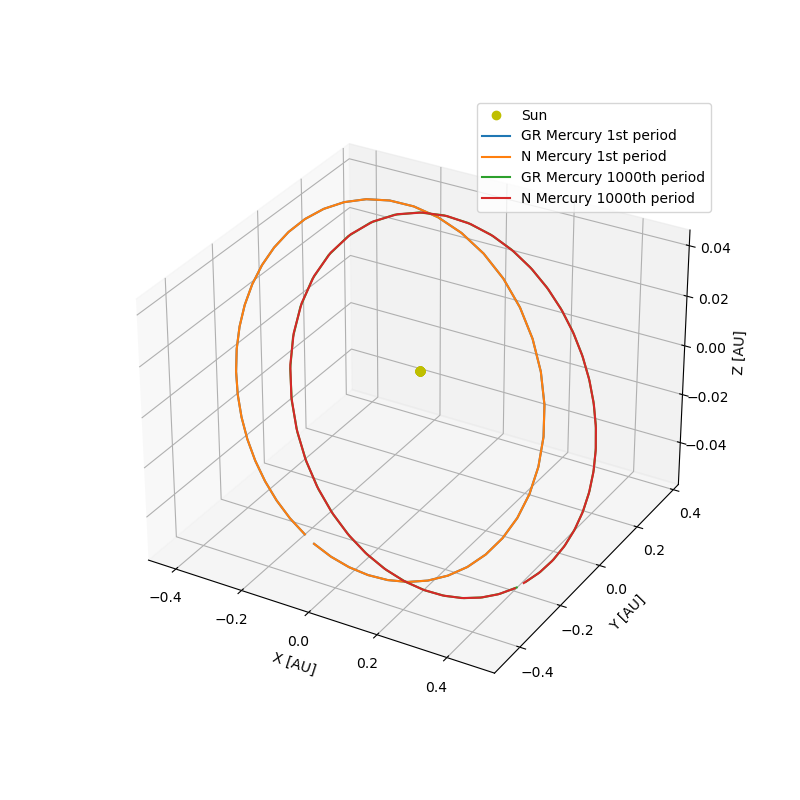 Sun
GR Mercury 1st period
N Mercury 1st period
GR Mercury 1000th period
N Mercury 1000th period
0.04
0.02
0.00
−0.02
−0.04
Z [AU]
0.4
0.2
0.0
−0.2
−0.4
Y [AU]
−0.4
−0.2
0.0
0.2
0.4
X [AU]